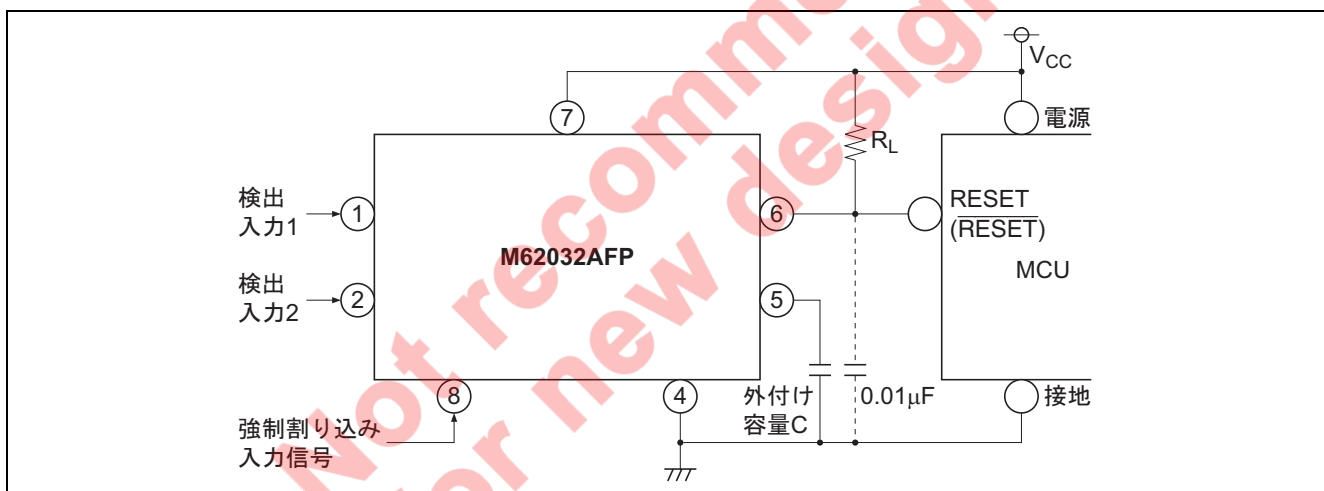 Not recommended
for new design
VCC
7
電源
RL
検出
入力1
1
6
RESET
(RESET)
M62032AFP
MCU
検出
入力2
2
5
8
4
外付け
容量C
0.01μF
接地
強制割り込み
入力信号